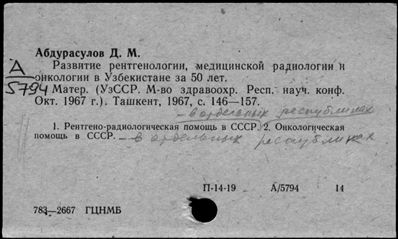 Абдурасулов Д. М.
Развитие рентгенологии, медицинской радиологии и
А онкологии в Узбекистане за 50 лет.
5794 Матер. (УзССР. М-во здравоохр. Респ. науч. конф.
Окт. 1967 г.). Ташкент, 1967, с. 146—157.
— в отдельных республиках
1. Рентгено-радиологическая помощь в СССР. 2. Онкологическая
помощь в СССР. — в отдельных республиках
П-14-19 А/5794 14
783—2667 ГЦНМБ